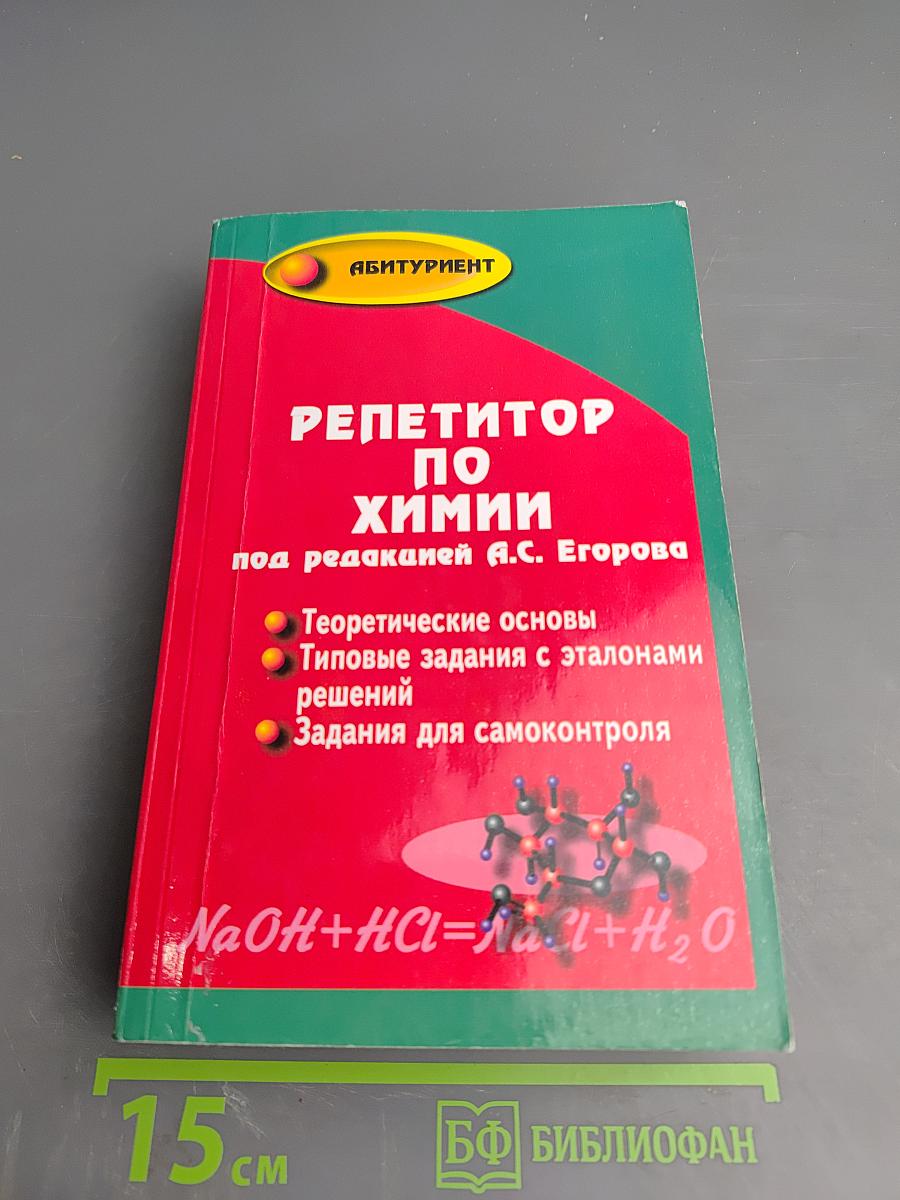 АБИТУРИЕНТ
РЕПЕТИТОР
ПО
ХИМИИ
под редакцией А.С. Егорова
Теоретические основы
Типовые задания с эталонами
решений
Задания для самоконтроля
NaOH+HCl=NaCl+H₂O
15 см
БФ БИБЛИОФАН